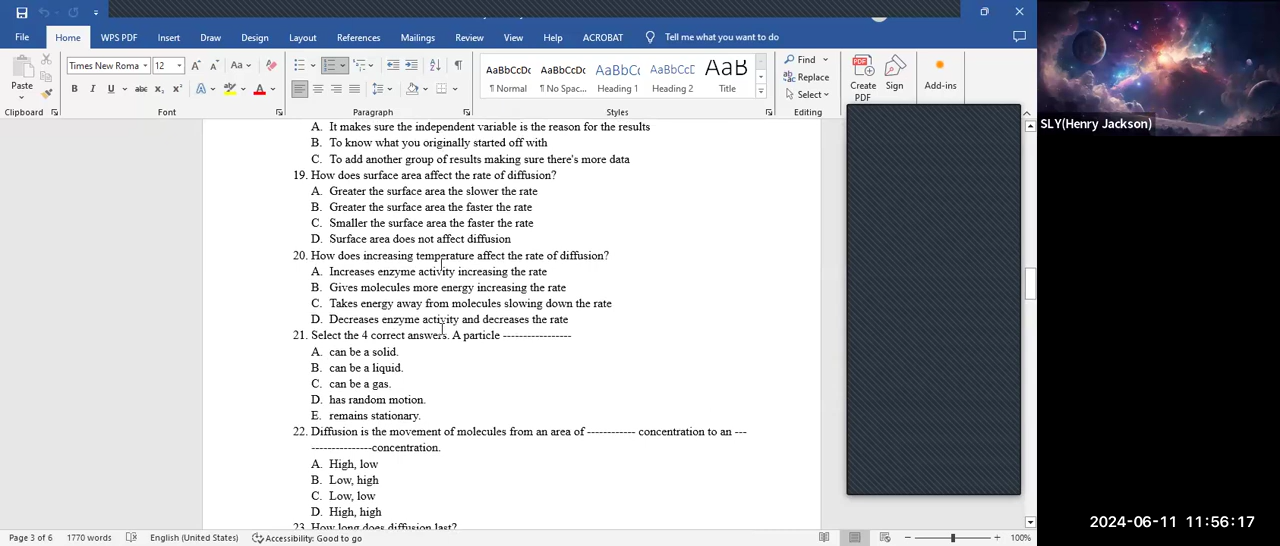 File Home WPS PDF Insert Draw Design Layout References Mailings Review View Help ACROBAT Tell me what you want to do
Paste Times New Roma 12 AaBbCcDc AaBbCcDc AaBbCc AaBbCcD AaB Find
¶ Normal ¶ No Spac... Heading 1 Heading 2 Title Replace Select Create PDF Sign Add-ins
Clipboard Font Paragraph Styles Editing
A. It makes sure the independent variable is the reason for the results
B. To know what you originally started off with
C. To add another group of results making sure there's more data
19. How does surface area affect the rate of diffusion?
A. Greater the surface area the slower the rate
B. Greater the surface area the faster the rate
C. Smaller the surface area the faster the rate
D. Surface area does not affect diffusion
20. How does increasing temperature affect the rate of diffusion?
A. Increases enzyme activity increasing the rate
B. Gives molecules more energy increasing the rate
C. Takes energy away from molecules slowing down the rate
D. Decreases enzyme activity and decreases the rate
21. Select the 4 correct answers. A particle -----------------
A. can be a solid.
B. can be a liquid.
C. can be a gas.
D. has random motion.
E. remains stationary.
22. Diffusion is the movement of molecules from an area of ------------ concentration to an ---
---------------concentration.
A. High, low
B. Low, high
C. Low, low
D. High, high
23. How long does diffusion last?
Page 3 of 6 1770 words English (United States) Accessibility: Good to go 100%
SLY(Henry Jackson)
2024-06-11 11:56:17